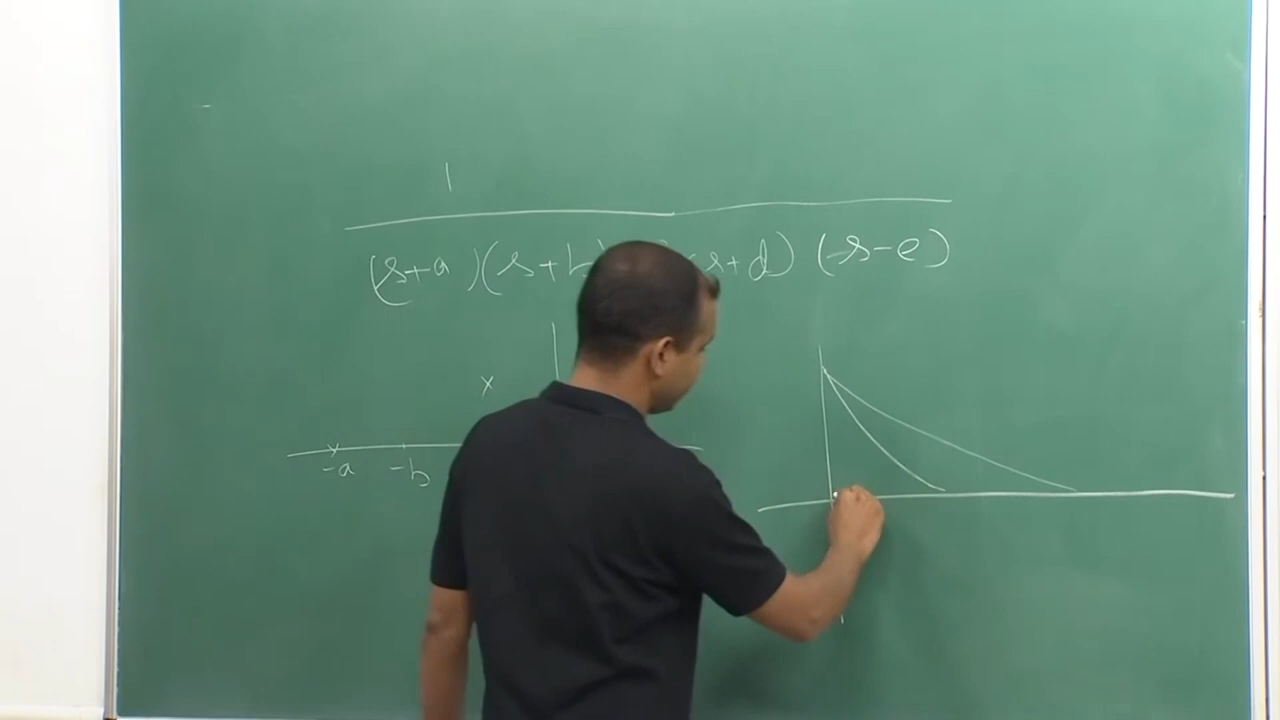 1
(s+a)(s+b) (s+d) (s-e)
x
x
-a -b